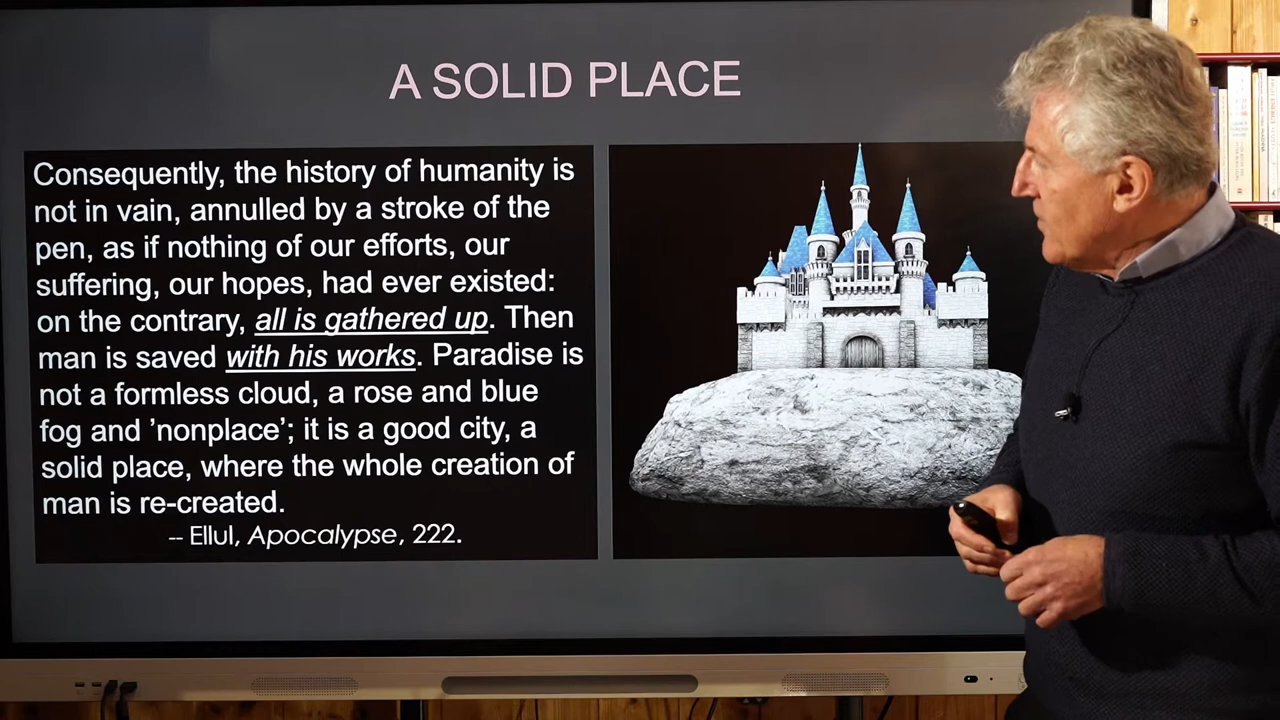 A SOLID PLACE
Consequently, the history of humanity is
not in vain, annulled by a stroke of the
pen, as if nothing of our efforts, our
suffering, our hopes, had ever existed:
on the contrary, all is gathered up. Then
man is saved with his works. Paradise is
not a formless cloud, a rose and blue
fog and ’nonplace’; it is a good city, a
solid place, where the whole creation of
man is re-created.
-- Ellul, Apocalypse, 222.